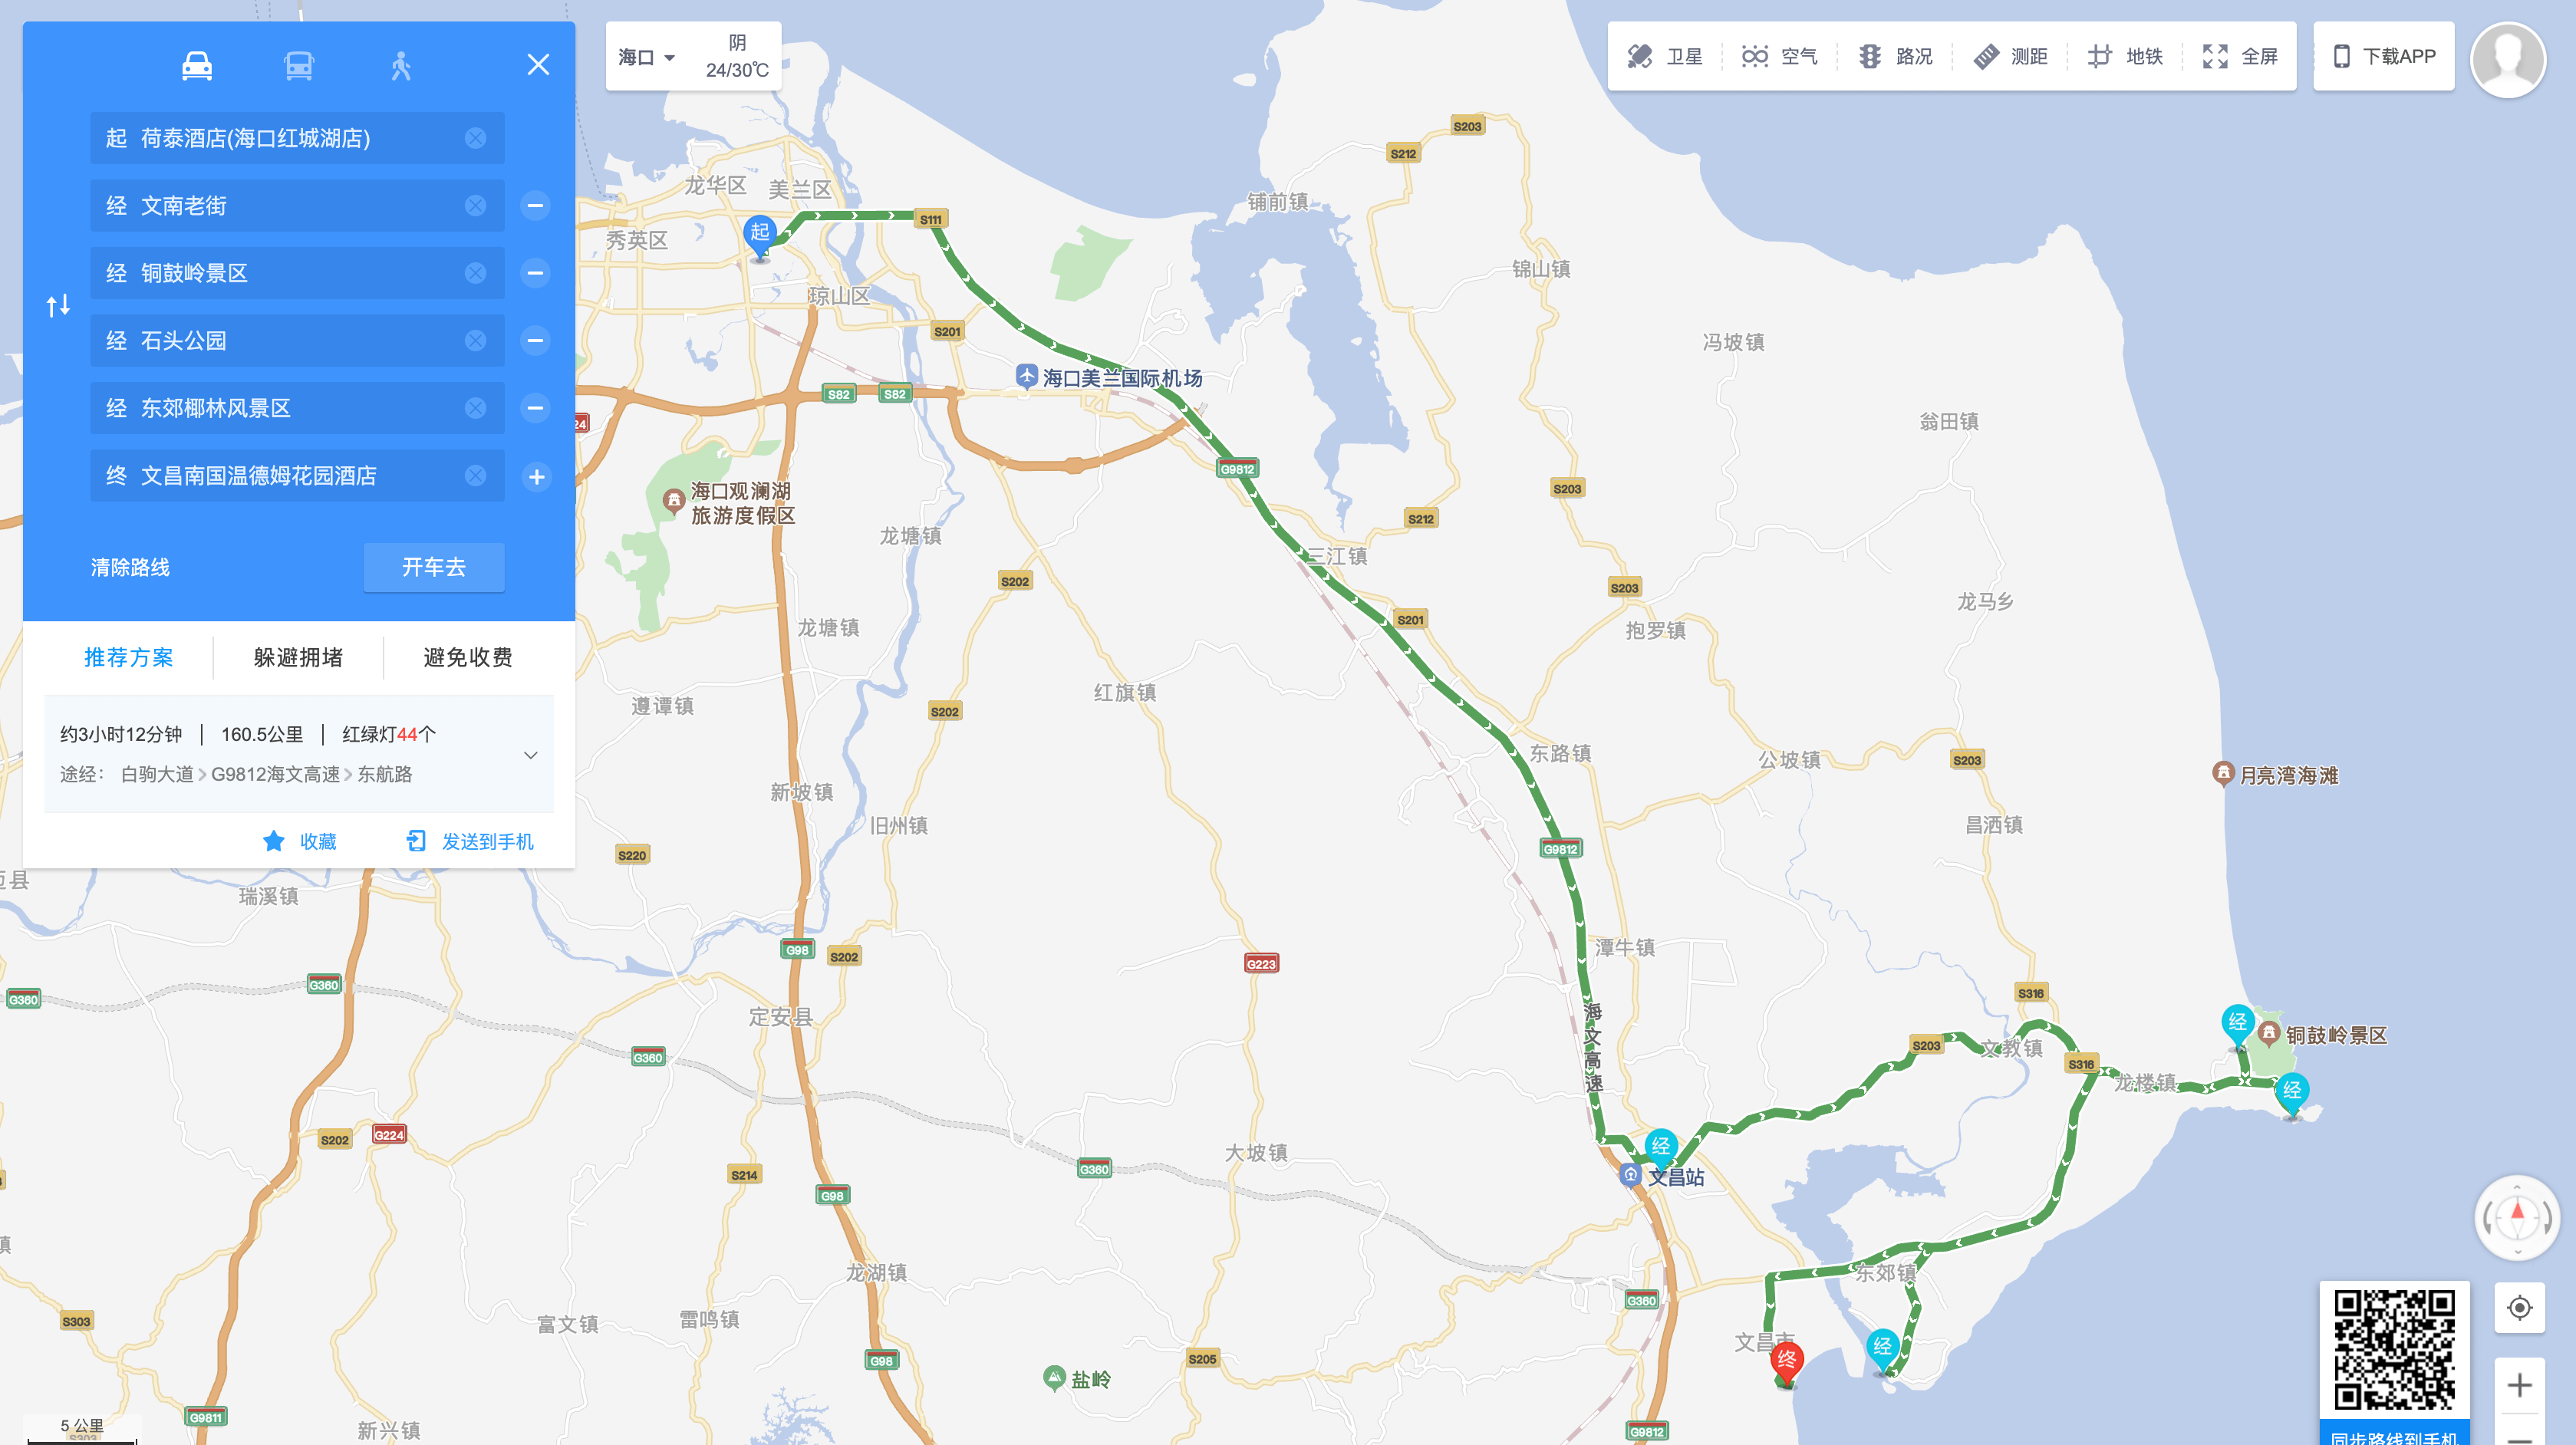 起 荷泰酒店(海口红城湖店)
经 文南老街
经 铜鼓岭景区
经 石头公园
经 东郊椰林风景区
终 文昌南国温德姆花园酒店
清除路线
开车去
推荐方案
躲避拥堵
避免收费
约3小时12分钟 | 160.5公里 | 红绿灯44个
途经： 白驹大道 > G9812海文高速 > 东航路
收藏
发送到手机
海口
阴
24/30℃
卫星
空气
路况
测距
地铁
全屏
下载APP
S203
S212
龙华区
美兰区
铺前镇
起
S111
秀英区
锦山镇
琼山区
S201
冯坡镇
海口美兰国际机场
S82
S82
24
翁田镇
G9812
海口观澜湖
旅游度假区
S203
S212
龙塘镇
三江镇
S202
S203
龙马乡
S201
龙塘镇
抱罗镇
红旗镇
遵谭镇
S202
东路镇
公坡镇
S203
月亮湾海滩
新坡镇
旧州镇
昌洒镇
S220
G9812
瑞溪镇
县
G98
S202
潭牛镇
G223
G360
G360
S316
定安县
海文高速
经
铜鼓岭景区
G360
S203
文教镇
S316
龙楼镇
经
S202
G224
经
大坡镇
G360
S214
文昌站
G98
镇
龙湖镇
东郊镇
G360
S303
富文镇
雷鸣镇
文昌市
经
终
G98
S205
盐岭
G9811
新兴镇
G9812
5 公里
S303
同步路线到手机